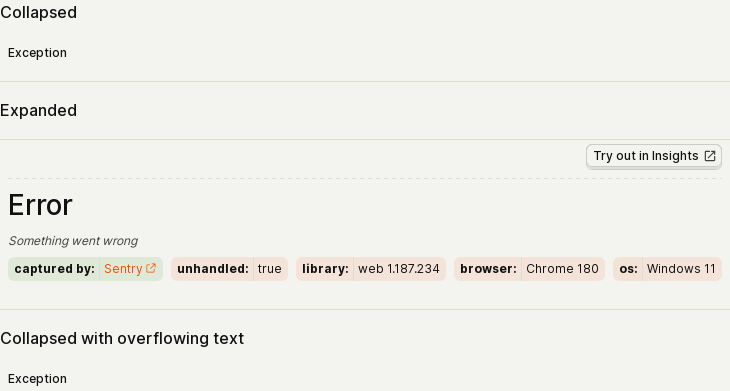 Collapsed
Exception
Expanded
Try out in Insights
Error
Something went wrong
captured by: Sentry unhandled: true library: web 1.187.234 browser: Chrome 180 os: Windows 11
Collapsed with overflowing text
Exception